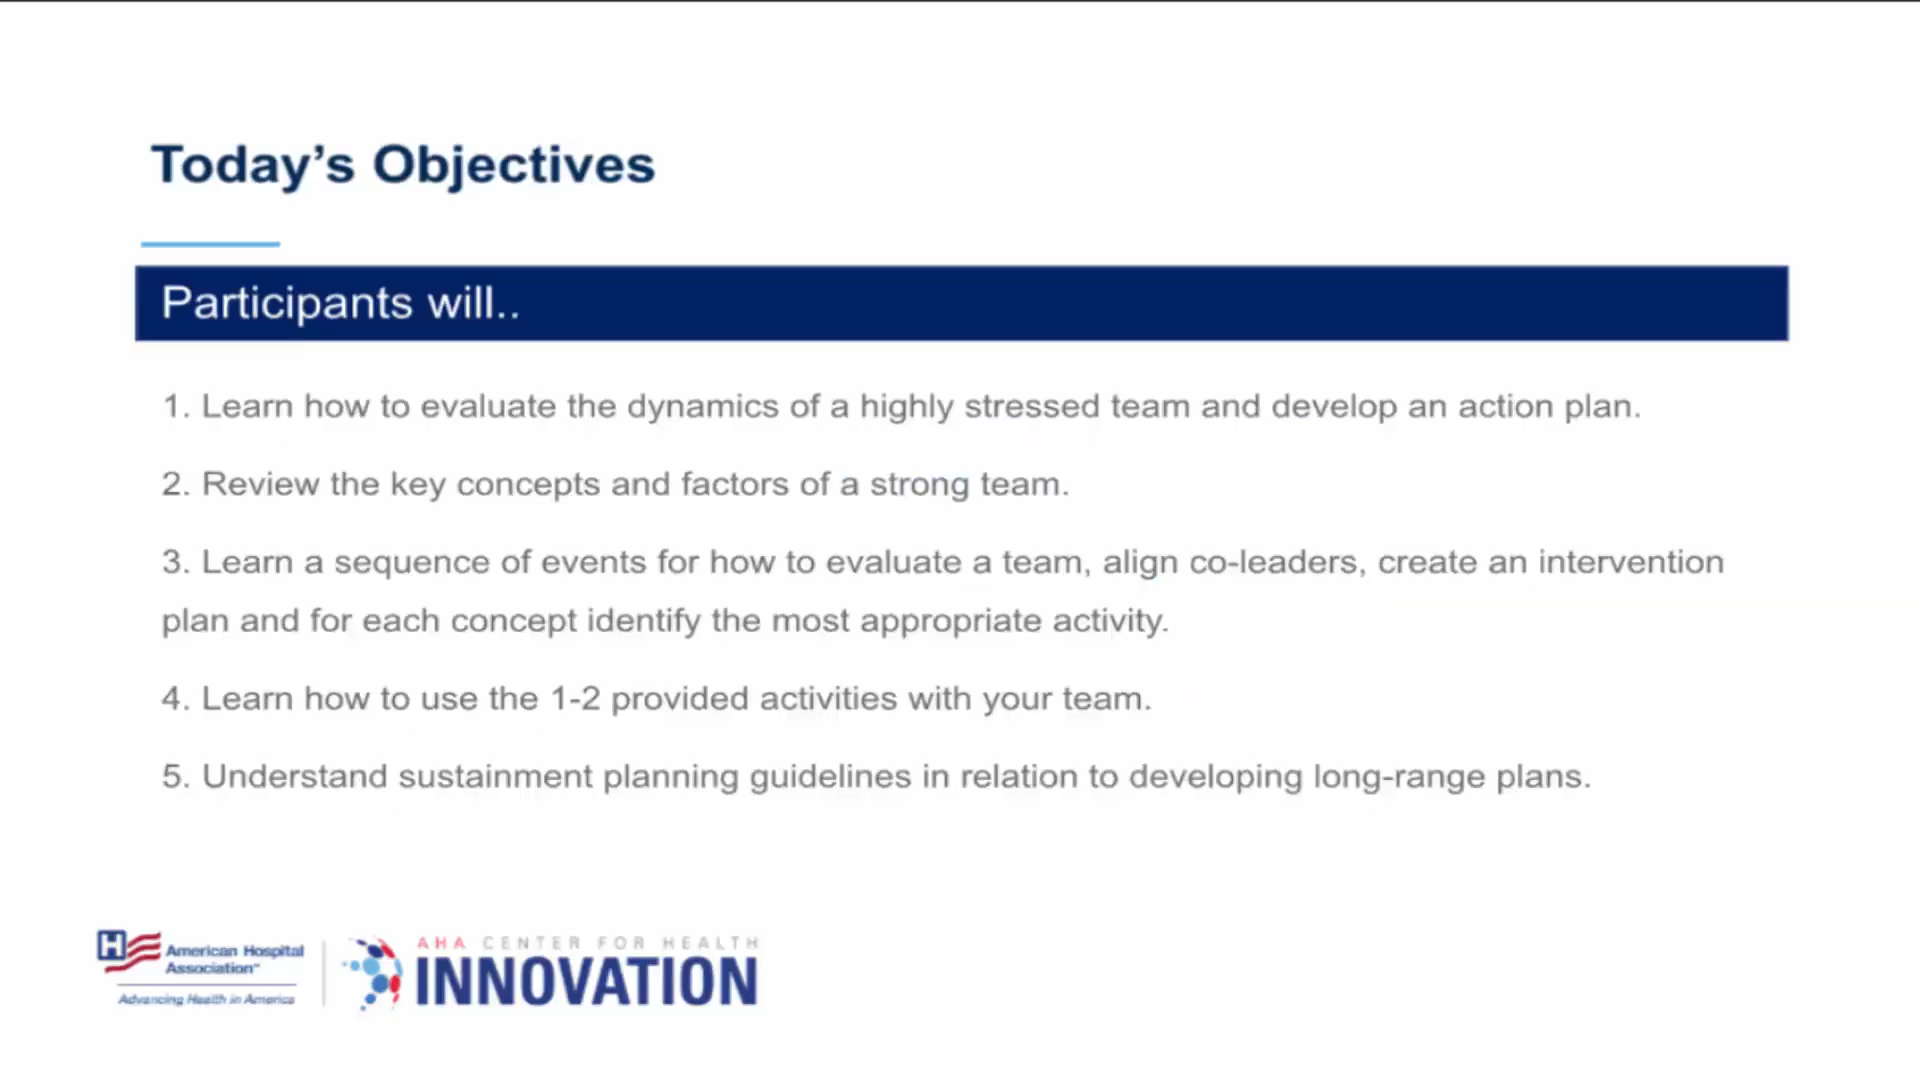 Today’s Objectives
Participants will..
1. Learn how to evaluate the dynamics of a highly stressed team and develop an action plan.
2. Review the key concepts and factors of a strong team.
3. Learn a sequence of events for how to evaluate a team, align co-leaders, create an intervention
plan and for each concept identify the most appropriate activity.
4. Learn how to use the 1-2 provided activities with your team.
5. Understand sustainment planning guidelines in relation to developing long-range plans.
H
American Hospital
Association™
Advancing Health in America
AHA CENTER FOR HEALTH
INNOVATION